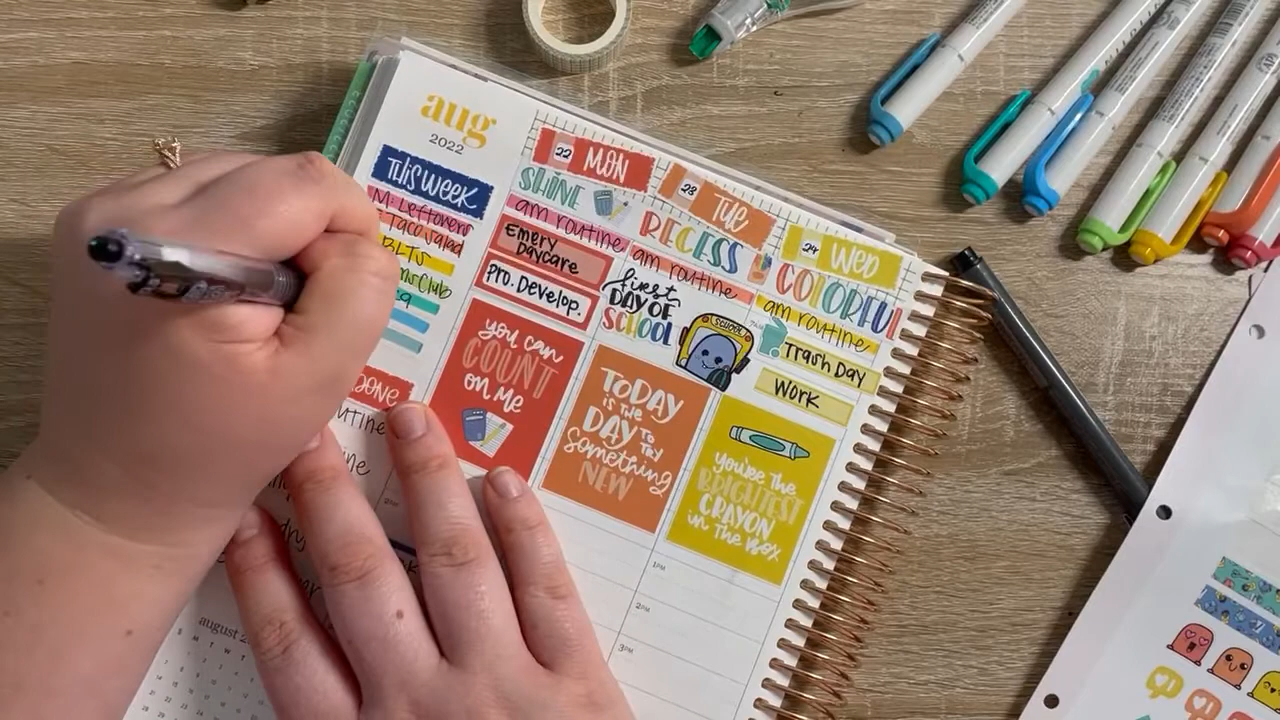 aug
2022
THIS WEEK
M: Leftovers
Taco Salad
BLTS
DONE
august
S M T W T
22 MON
SHINE
am routine
Emery
Daycare
Pro. Develop.
you can
COUNT
on me
23 TUE
RECESS
am routine
first
DAY OF
SCHOOL
SCHOOL
TODAY
is the
DAY TO
TRY
something
NEW
1PM
2PM
3PM
24 WED
COLORFUL
am routine
Trash Day
Work
you're the
BRIGHTEST
CRAYON
in the box